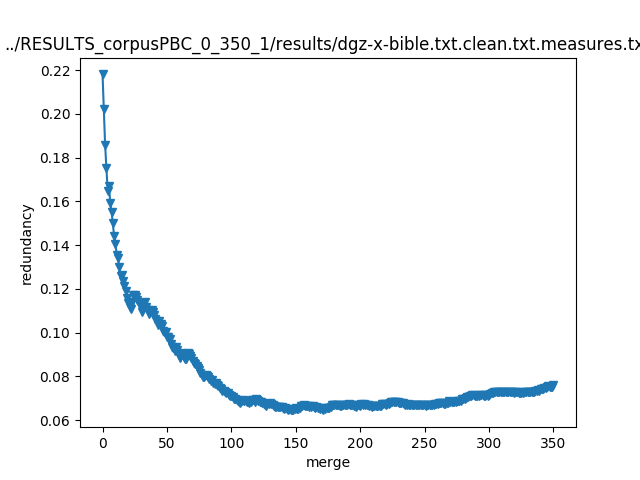 ../RESULTS_corpusPBC_0_350_1/results/dgz-x-bible.txt.clean.txt.measures.tx
0.22
0.20
0.18
0.16
0.14
0.12
0.10
0.08
0.06
redundancy
0 50 100 150 200 250 300 350
merge